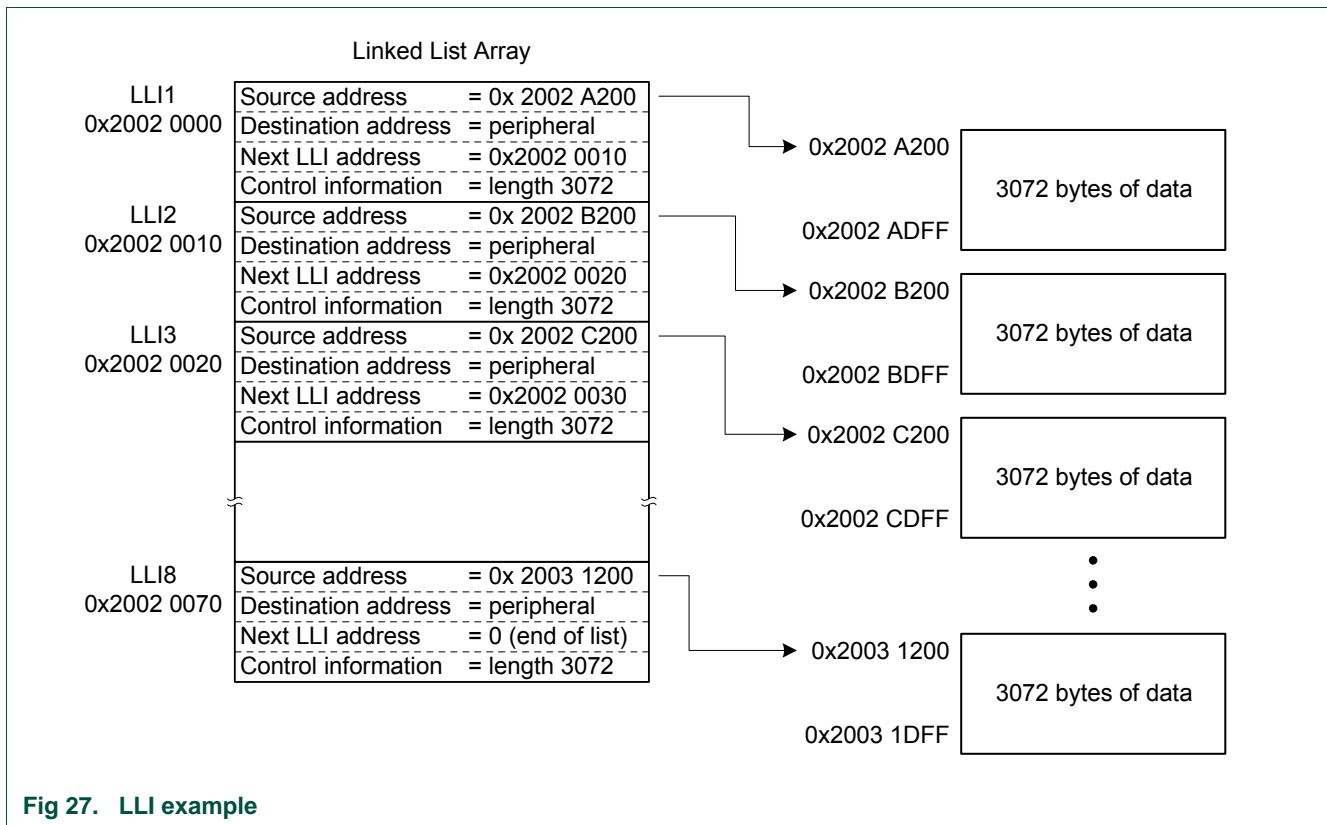 Linked List Array
LLI1
0x2002 0000
Source address = 0x 2002 A200
Destination address = peripheral
Next LLI address = 0x2002 0010
Control information = length 3072
LLI2
0x2002 0010
Source address = 0x 2002 B200
Destination address = peripheral
Next LLI address = 0x2002 0020
Control information = length 3072
LLI3
0x2002 0020
Source address = 0x 2002 C200
Destination address = peripheral
Next LLI address = 0x2002 0030
Control information = length 3072
LLI8
0x2002 0070
Source address = 0x 2003 1200
Destination address = peripheral
Next LLI address = 0 (end of list)
Control information = length 3072
0x2002 A200
3072 bytes of data
0x2002 ADFF
0x2002 B200
3072 bytes of data
0x2002 BDFF
0x2002 C200
3072 bytes of data
0x2002 CDFF
0x2003 1200
3072 bytes of data
0x2003 1DFF
Fig 27. LLI example